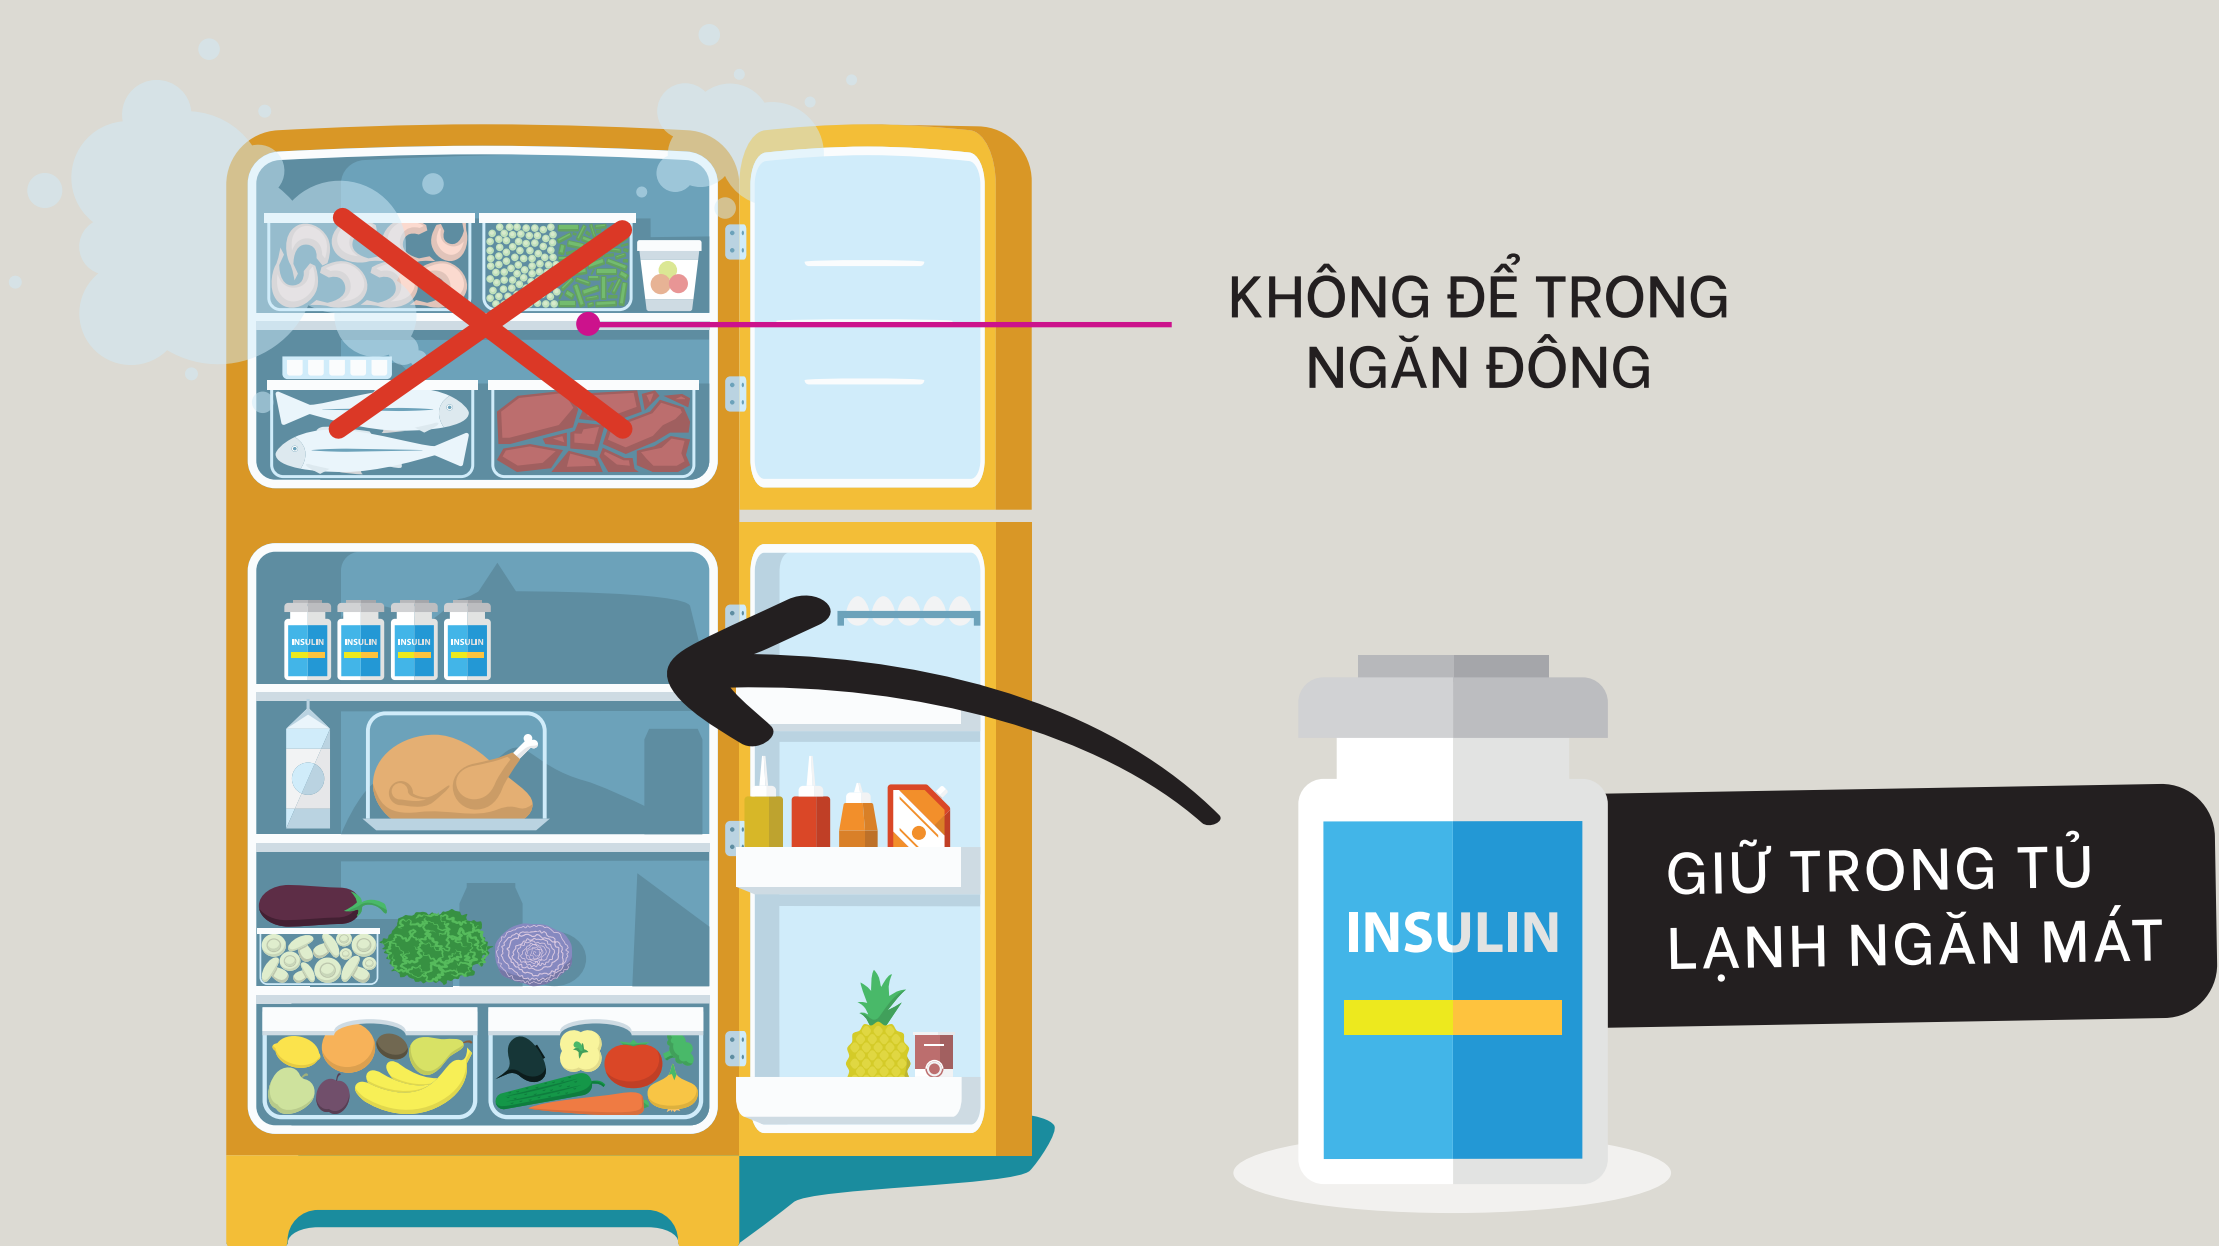 KHÔNG ĐỂ TRONG
NGĂN ĐÔNG
INSULIN INSULIN INSULIN INSULIN
INSULIN
GIỮ TRONG TỦ
LẠNH NGĂN MÁT